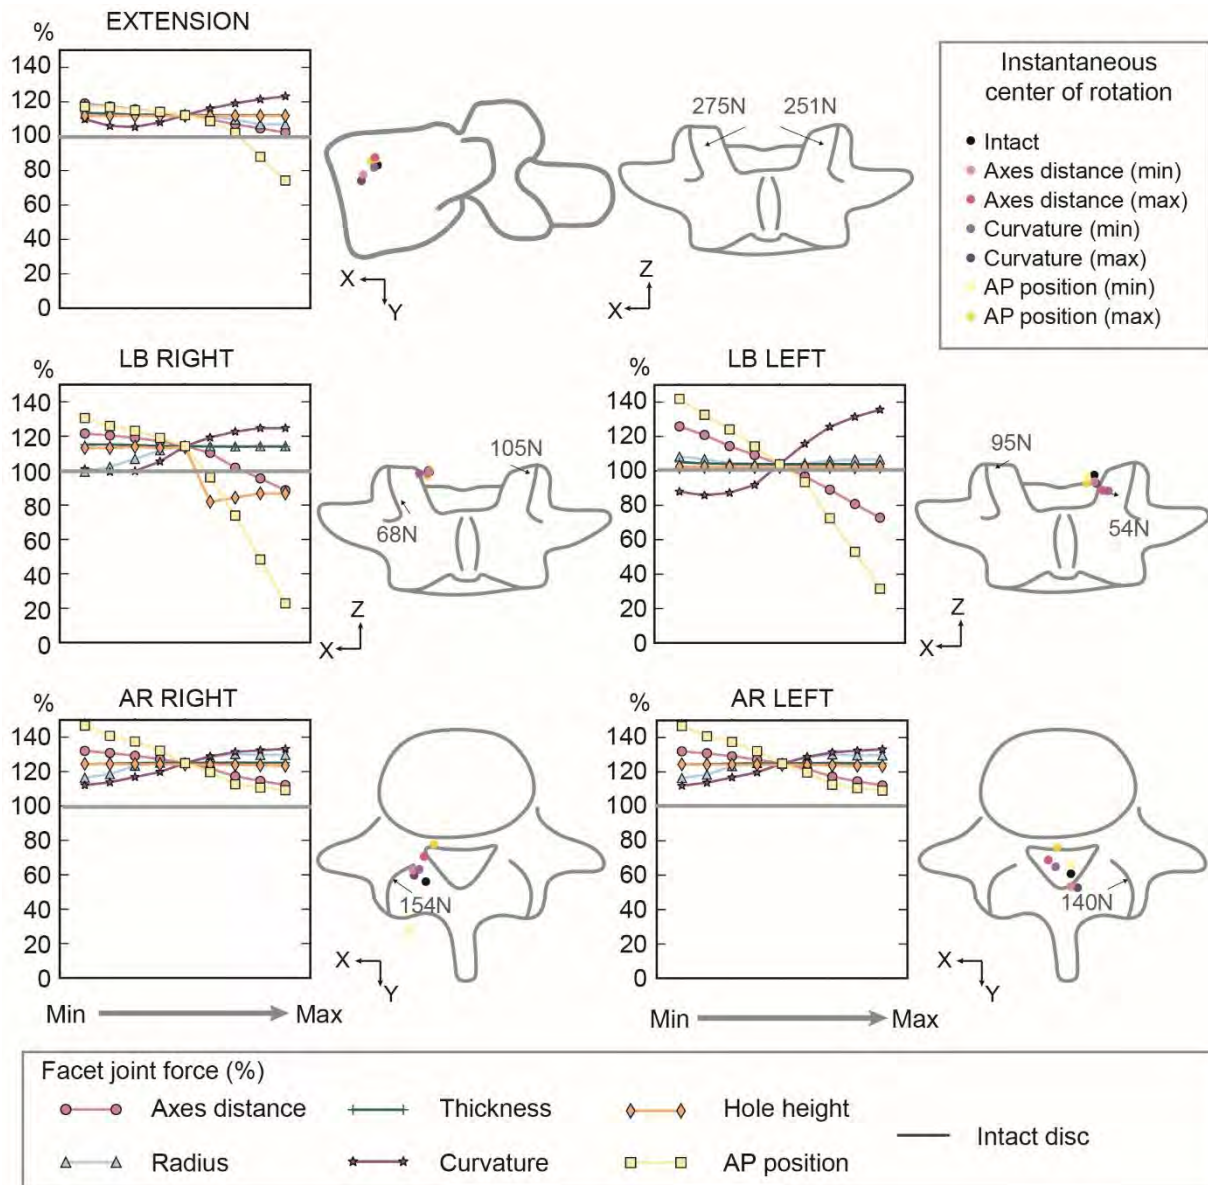 EXTENSION
%
140
120
100
80
60
40
20
0
X
Y
275N 251N
Z
X
Instantaneous
center of rotation
Intact
Axes distance (min)
Axes distance (max)
Curvature (min)
Curvature (max)
AP position (min)
AP position (max)
LB RIGHT
%
140
120
100
80
60
40
20
0
105N
68N
Z
X
LB LEFT
%
140
120
100
80
60
40
20
0
95N
54N
Z
X
AR RIGHT
%
140
120
100
80
60
40
20
0
Min Max
154N
X
Y
AR LEFT
%
140
120
100
80
60
40
20
0
Min Max
140N
X
Y
Facet joint force (%)
Axes distance Thickness Hole height
Intact disc
Radius Curvature AP position